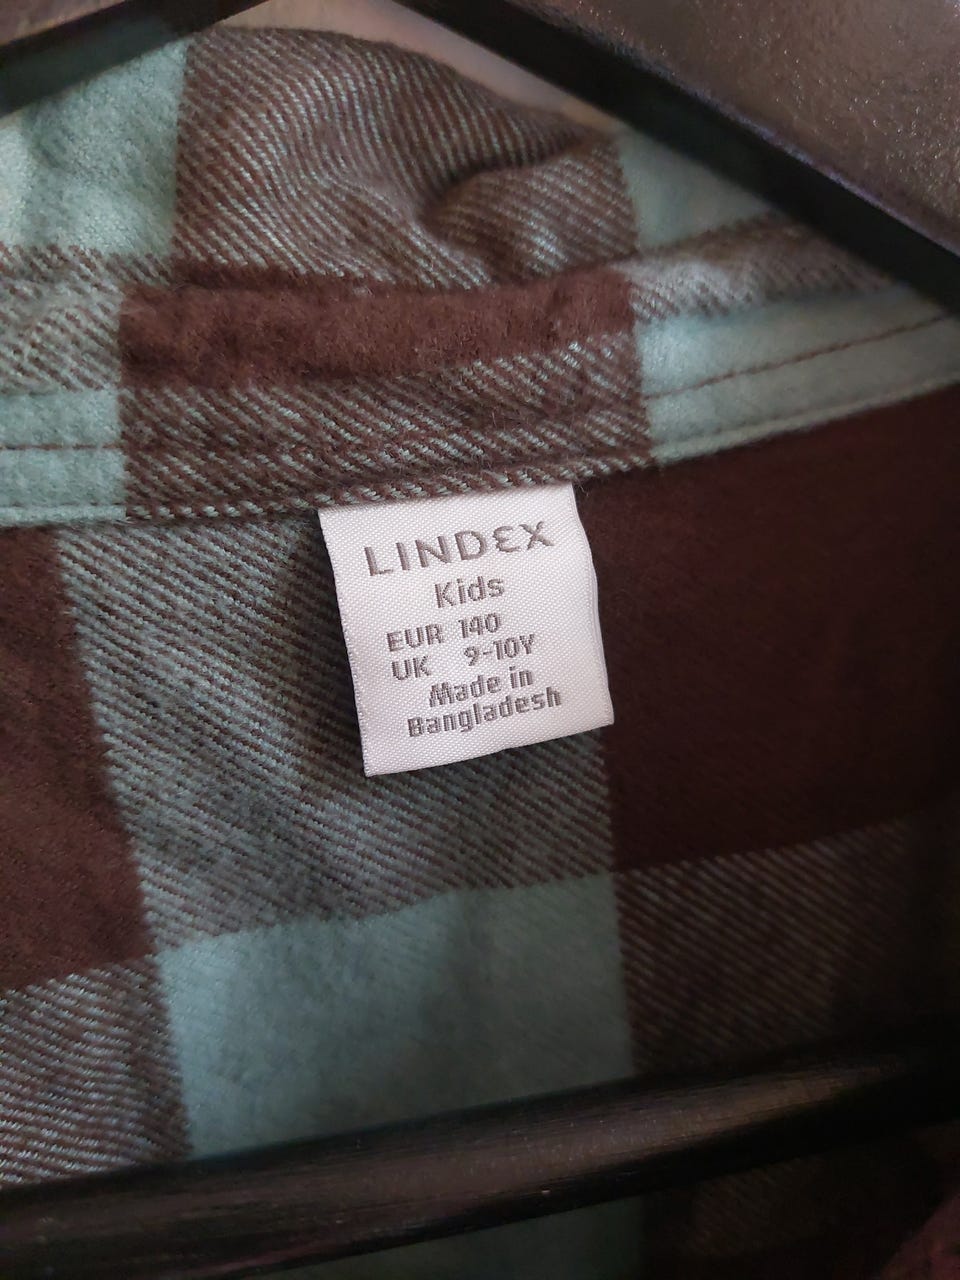 LINDEX
Kids
EUR 140
UK 9-10Y
Made in
Bangladesh